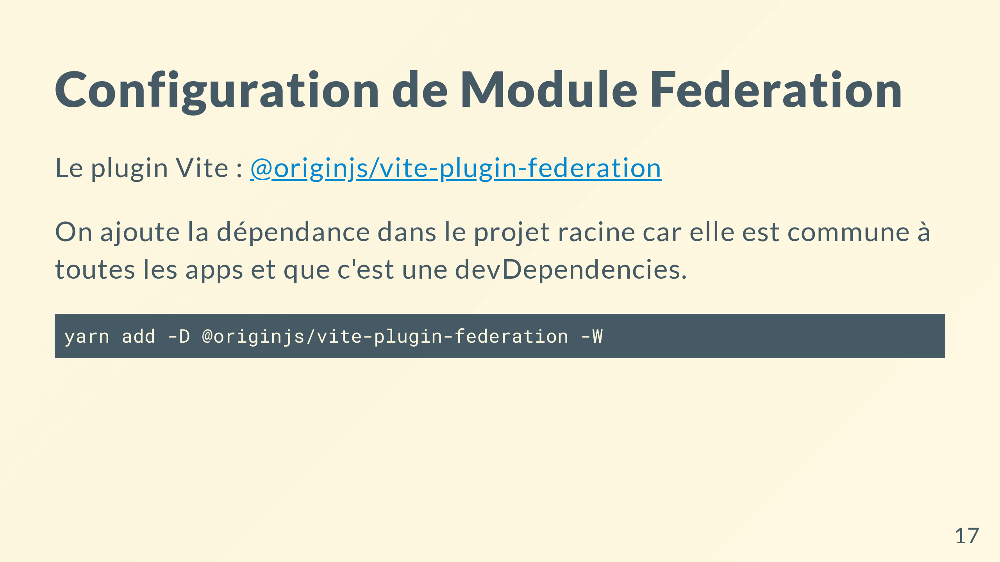 Configuration de Module Federation
Le plugin Vite : @originjs/vite-plugin-federation
On ajoute la dépendance dans le projet racine car elle est commune à
toutes les apps et que c'est une devDependencies.
yarn add -D @originjs/vite-plugin-federation -W
17